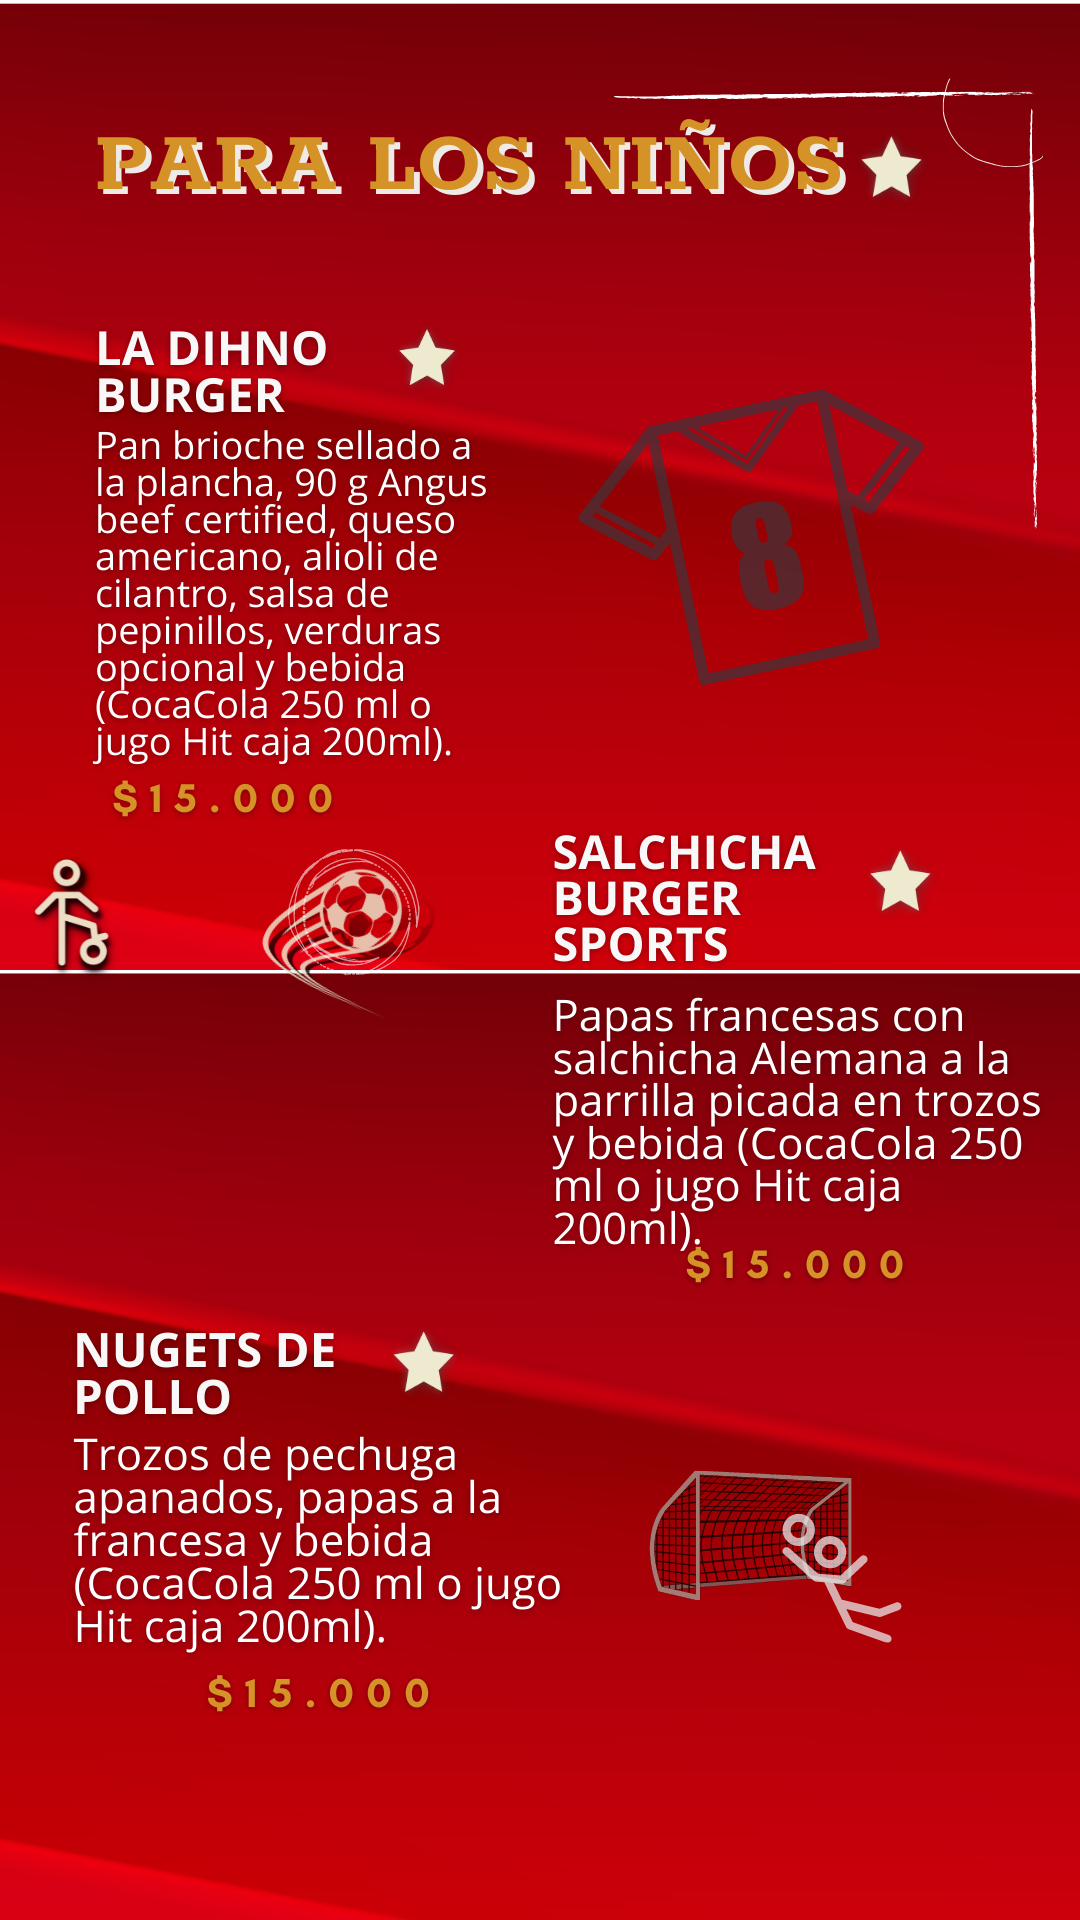 PARA LOS NIÑOS
LA DIHNO
BURGER
Pan brioche sellado a
la plancha, 90 g Angus
beef certified, queso
americano, alioli de
cilantro, salsa de
pepinillos, verduras
opcional y bebida
(CocaCola 250 ml o
jugo Hit caja 200ml).
$15.000
8
SALCHICHA
BURGER
SPORTS
Papas francesas con
salchicha Alemana a la
parrilla picada en trozos
y bebida (CocaCola 250
ml o jugo Hit caja
200ml).
$15.000
NUGETS DE
POLLO
Trozos de pechuga
apanados, papas a la
francesa y bebida
(CocaCola 250 ml o jugo
Hit caja 200ml).
$15.000